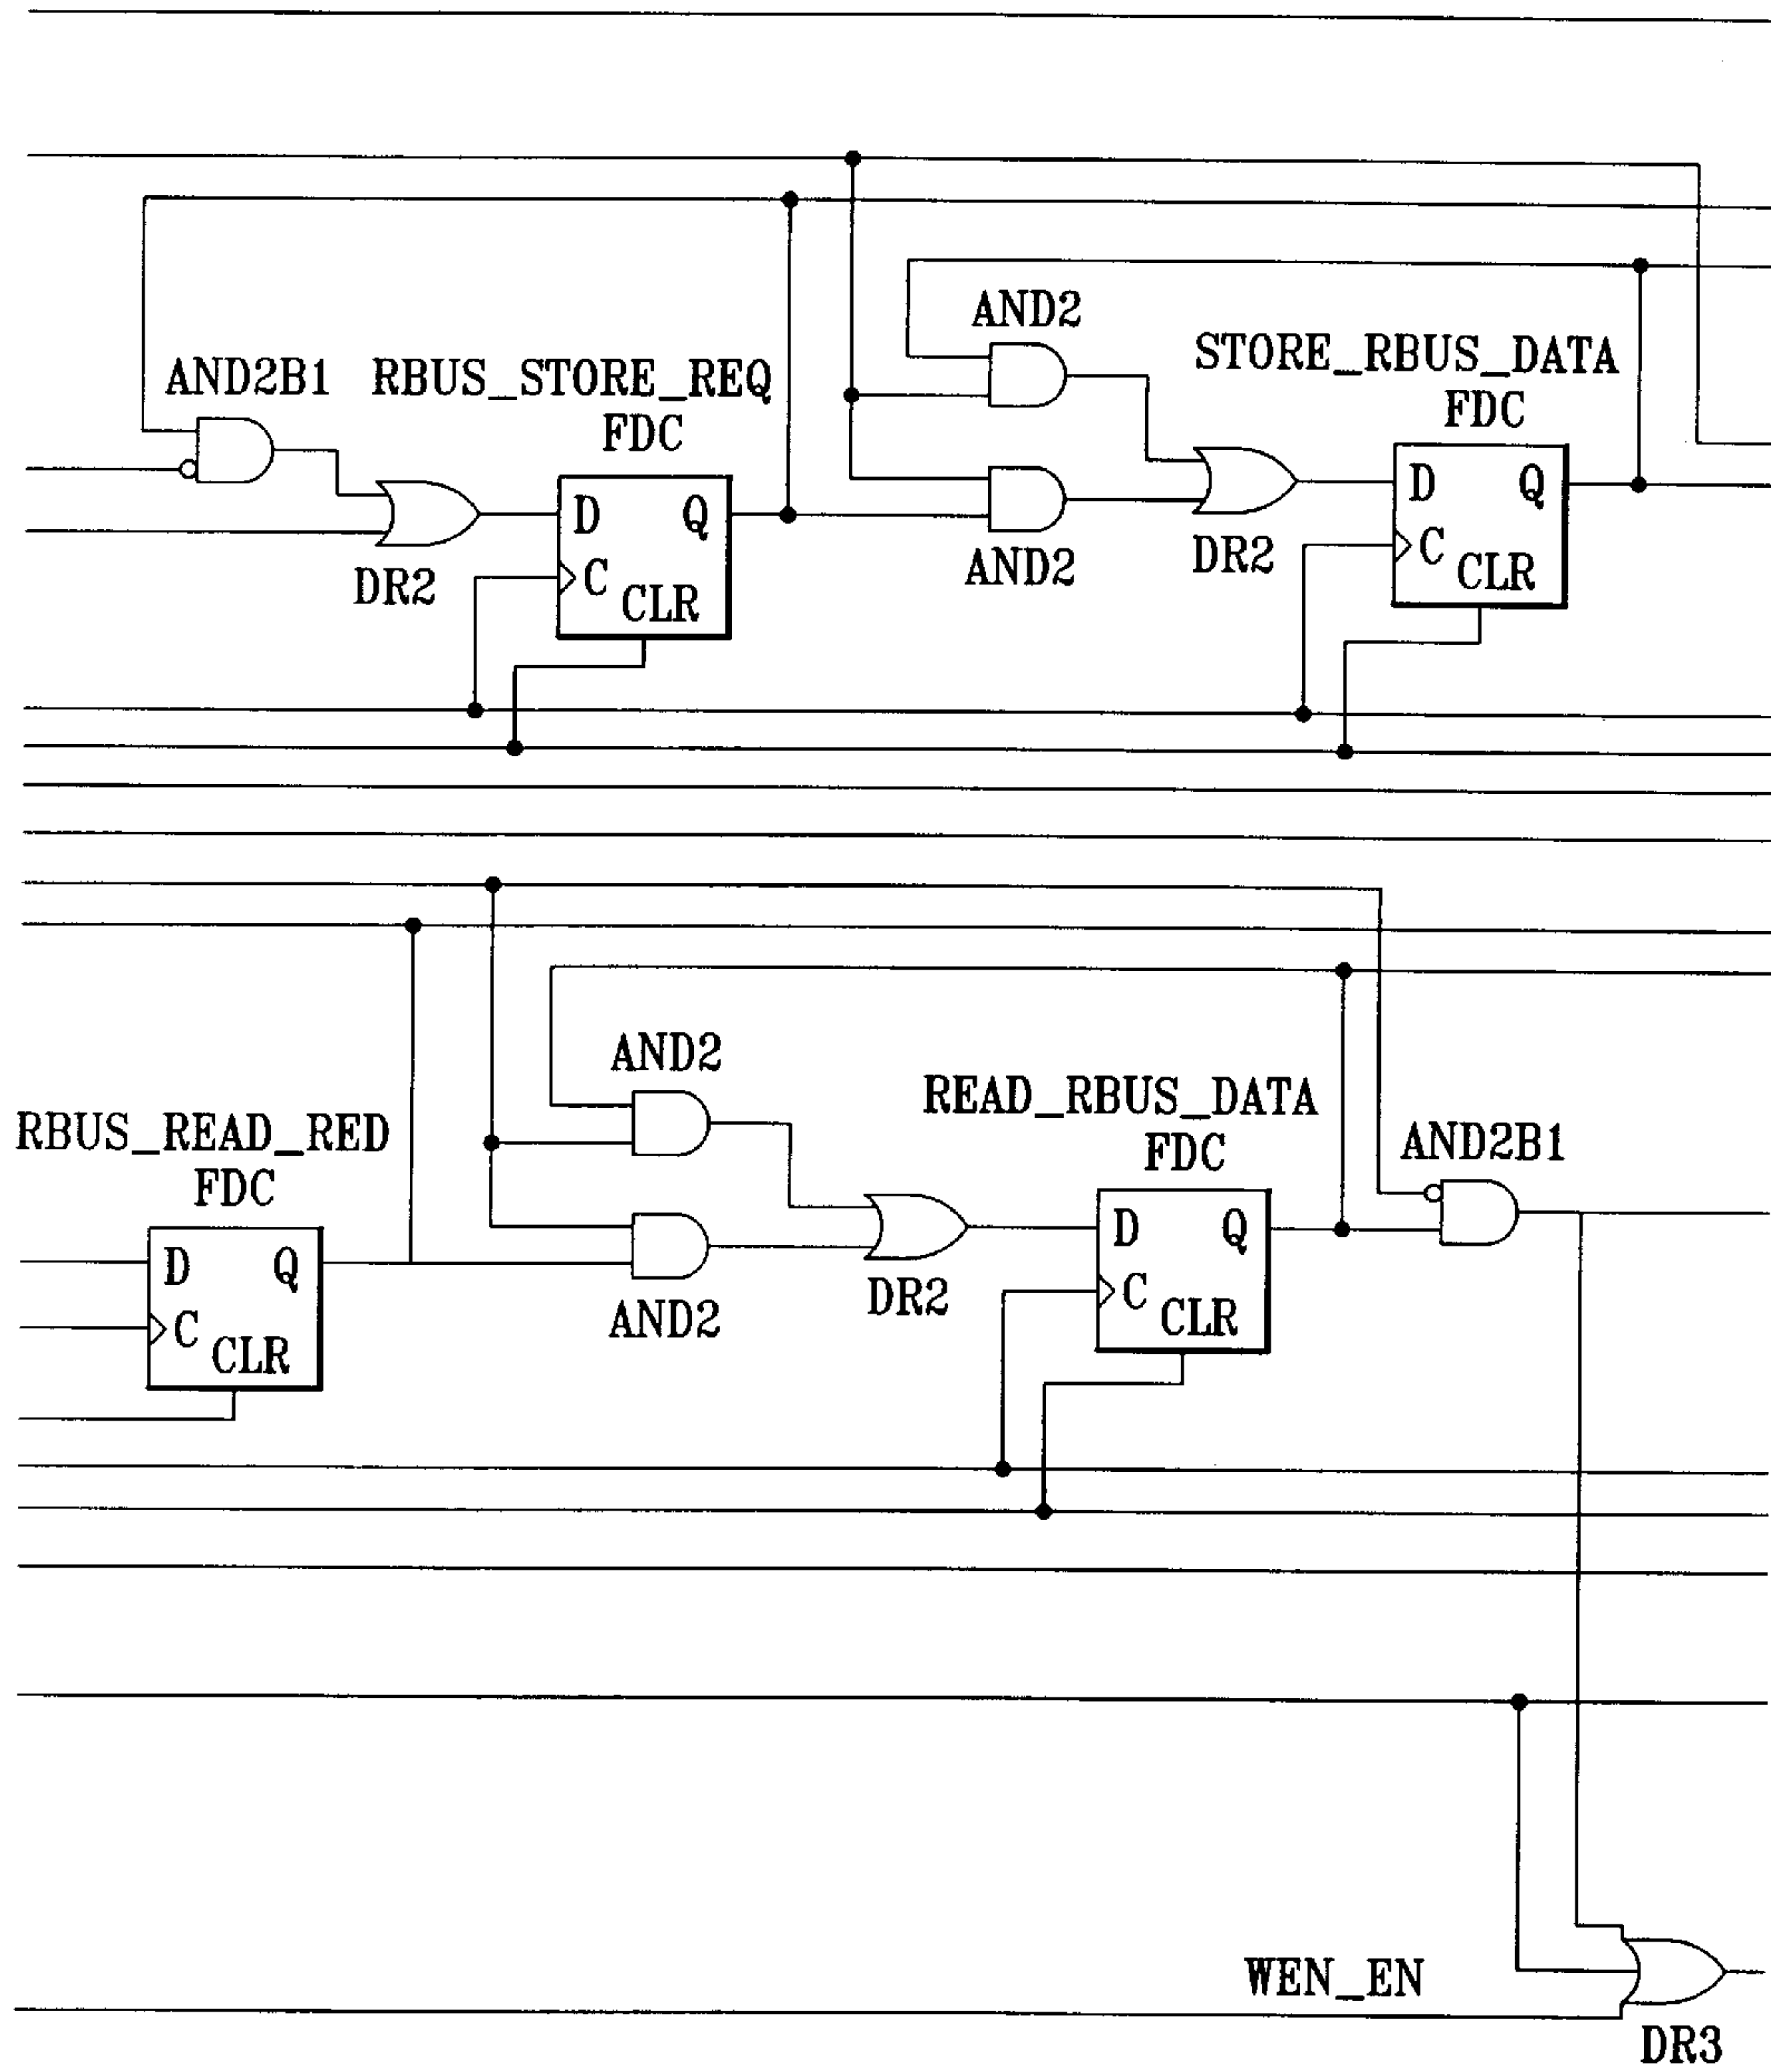 AND2
STORE_RBUS_DATA
FDC
AND2B1
RBUS_STORE_REQ
FDC
D Q
C
CLR
D Q
C
CLR
DR2
AND2
DR2
AND2
READ_RBUS_DATA
FDC
AND2B1
RBUS_READ_RED
FDC
D Q
C
CLR
D Q
C
CLR
DR2
AND2
WEN_EN
DR3